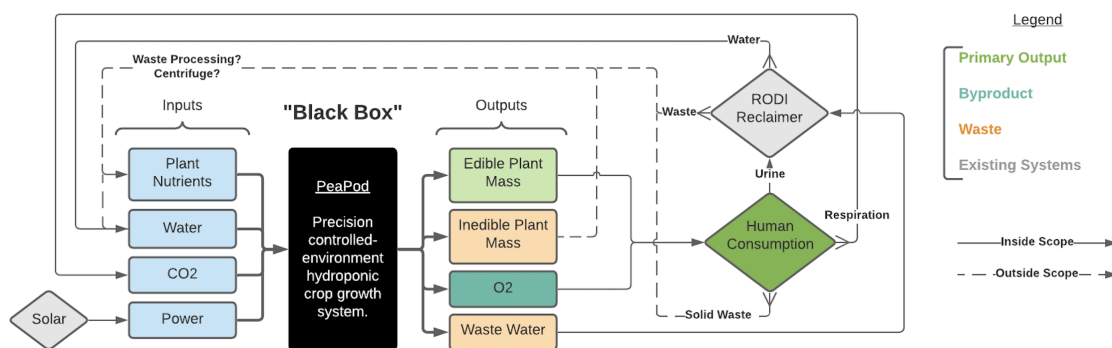 Legend
Primary Output
Byproduct
Waste
Existing Systems
Inside Scope
Outside Scope
Water
Waste Processing?
Centrifuge?
Inputs
"Black Box"
Outputs
Plant
Nutrients
Water
CO2
Power
Solar
PeaPod
Precision
controlled-
environment
hydroponic
crop growth
system.
Edible Plant
Mass
Inedible Plant
Mass
O2
Waste Water
RODI
Reclaimer
Waste
Urine
Human
Consumption
Respiration
Solid Waste